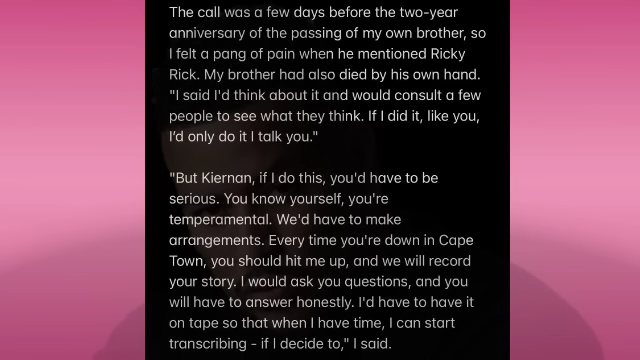 The call was a few days before the two-year
anniversary of the passing of my own brother, so
I felt a pang of pain when he mentioned Ricky
Rick. My brother had also died by his own hand.
"I said I'd think about it and would consult a few
people to see what they think. If I did it, like you,
I'd only do it I talk you."
"But Kiernan, if I do this, you'd have to be
serious. You know yourself, you're
temperamental. We'd have to make
arrangements. Every time you're down in Cape
Town, you should hit me up, and we will record
your story. I would ask you questions, and you
will have to answer honestly. I'd have to have it
on tape so that when I have time, I can start
transcribing - if I decide to," I said.